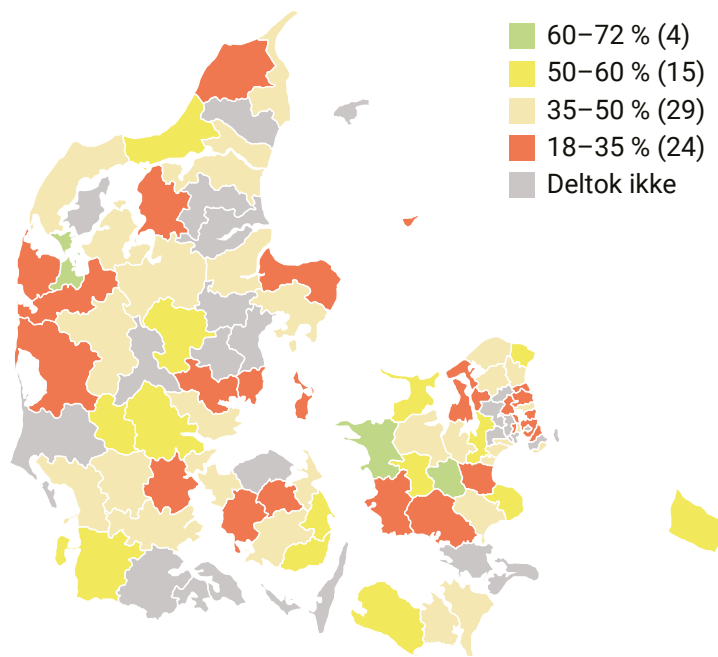 60–72 % (4)
50–60 % (15)
35–50 % (29)
18–35 % (24)
Deltok ikke